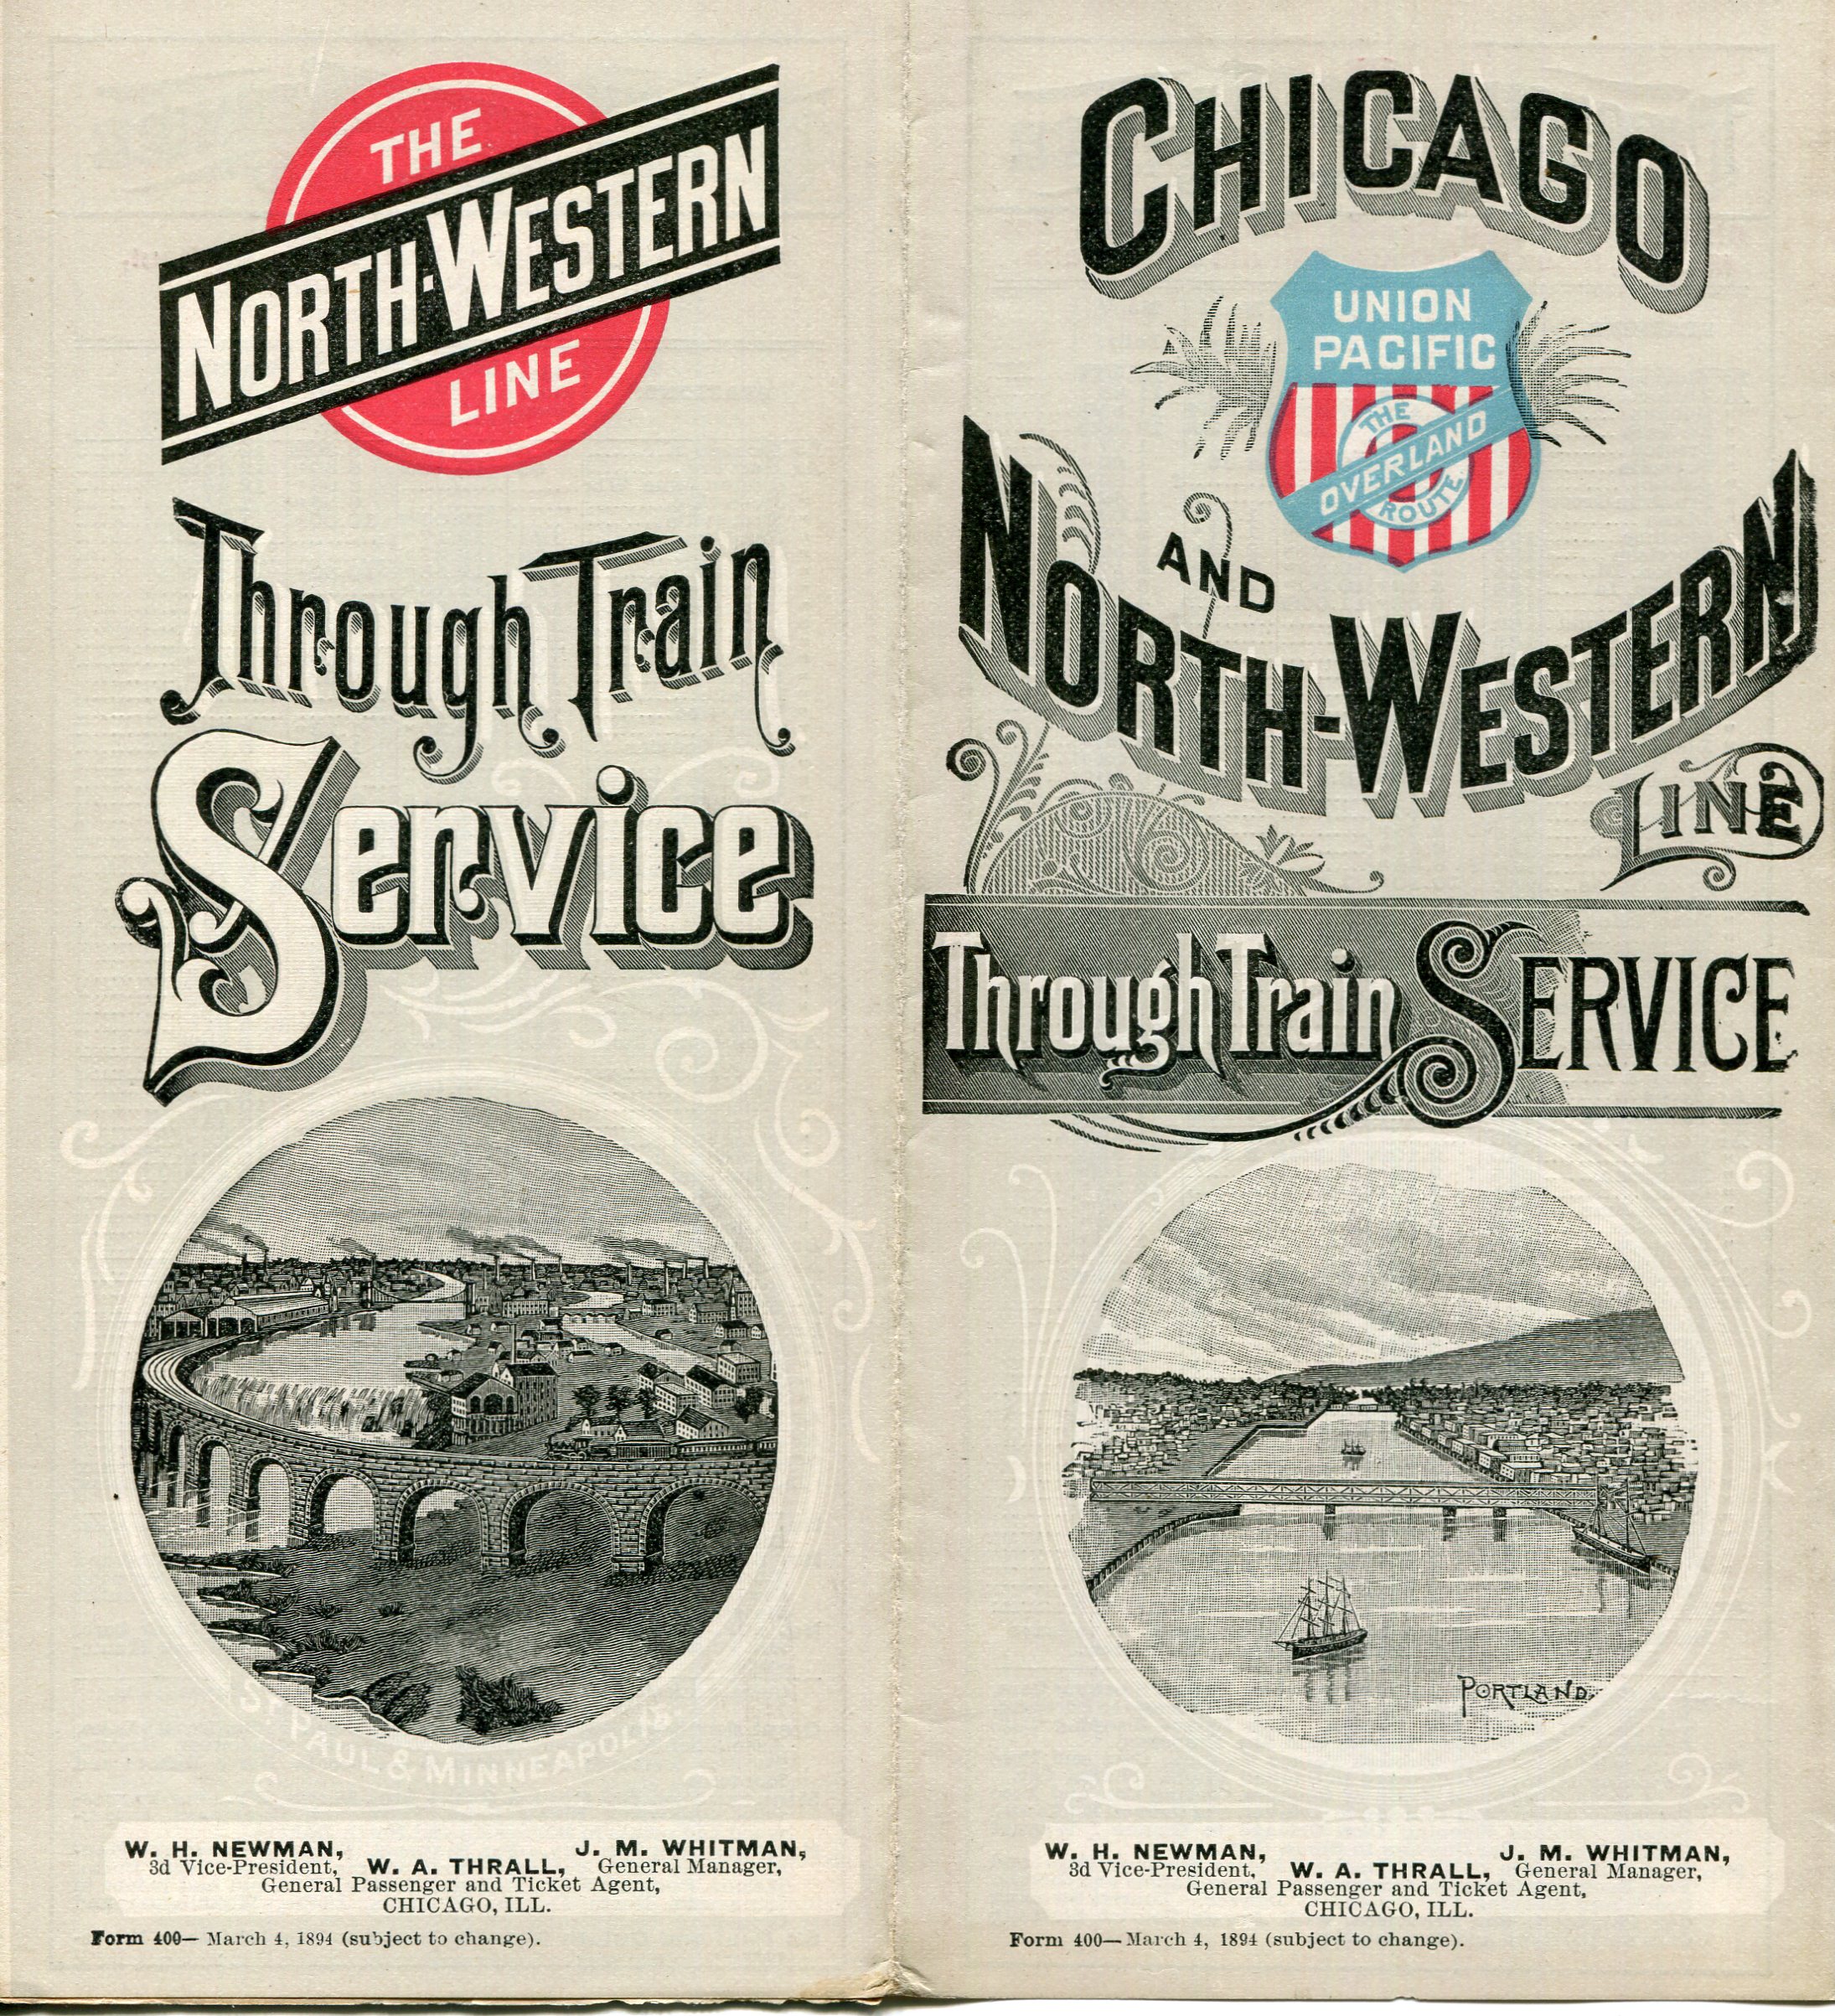 THE
NORTH-WESTERN
LINE
Through Train
Service
ST. PAUL & MINNEAPOLIS
W. H. NEWMAN,
3d Vice-President,
W. A. THRALL,
General Passenger and Ticket Agent,
J. M. WHITMAN,
General Manager,
CHICAGO, ILL.
Form 400— March 4, 1894 (subject to change).
CHICAGO
UNION
PACIFIC
THE
OVERLAND
ROUTE
AND
NORTH-WESTERN
LINE
Through Train SERVICE
PORTLAND.
W. H. NEWMAN,
3d Vice-President,
W. A. THRALL,
General Passenger and Ticket Agent,
J. M. WHITMAN,
General Manager,
CHICAGO, ILL.
Form 400— March 4, 1894 (subject to change).